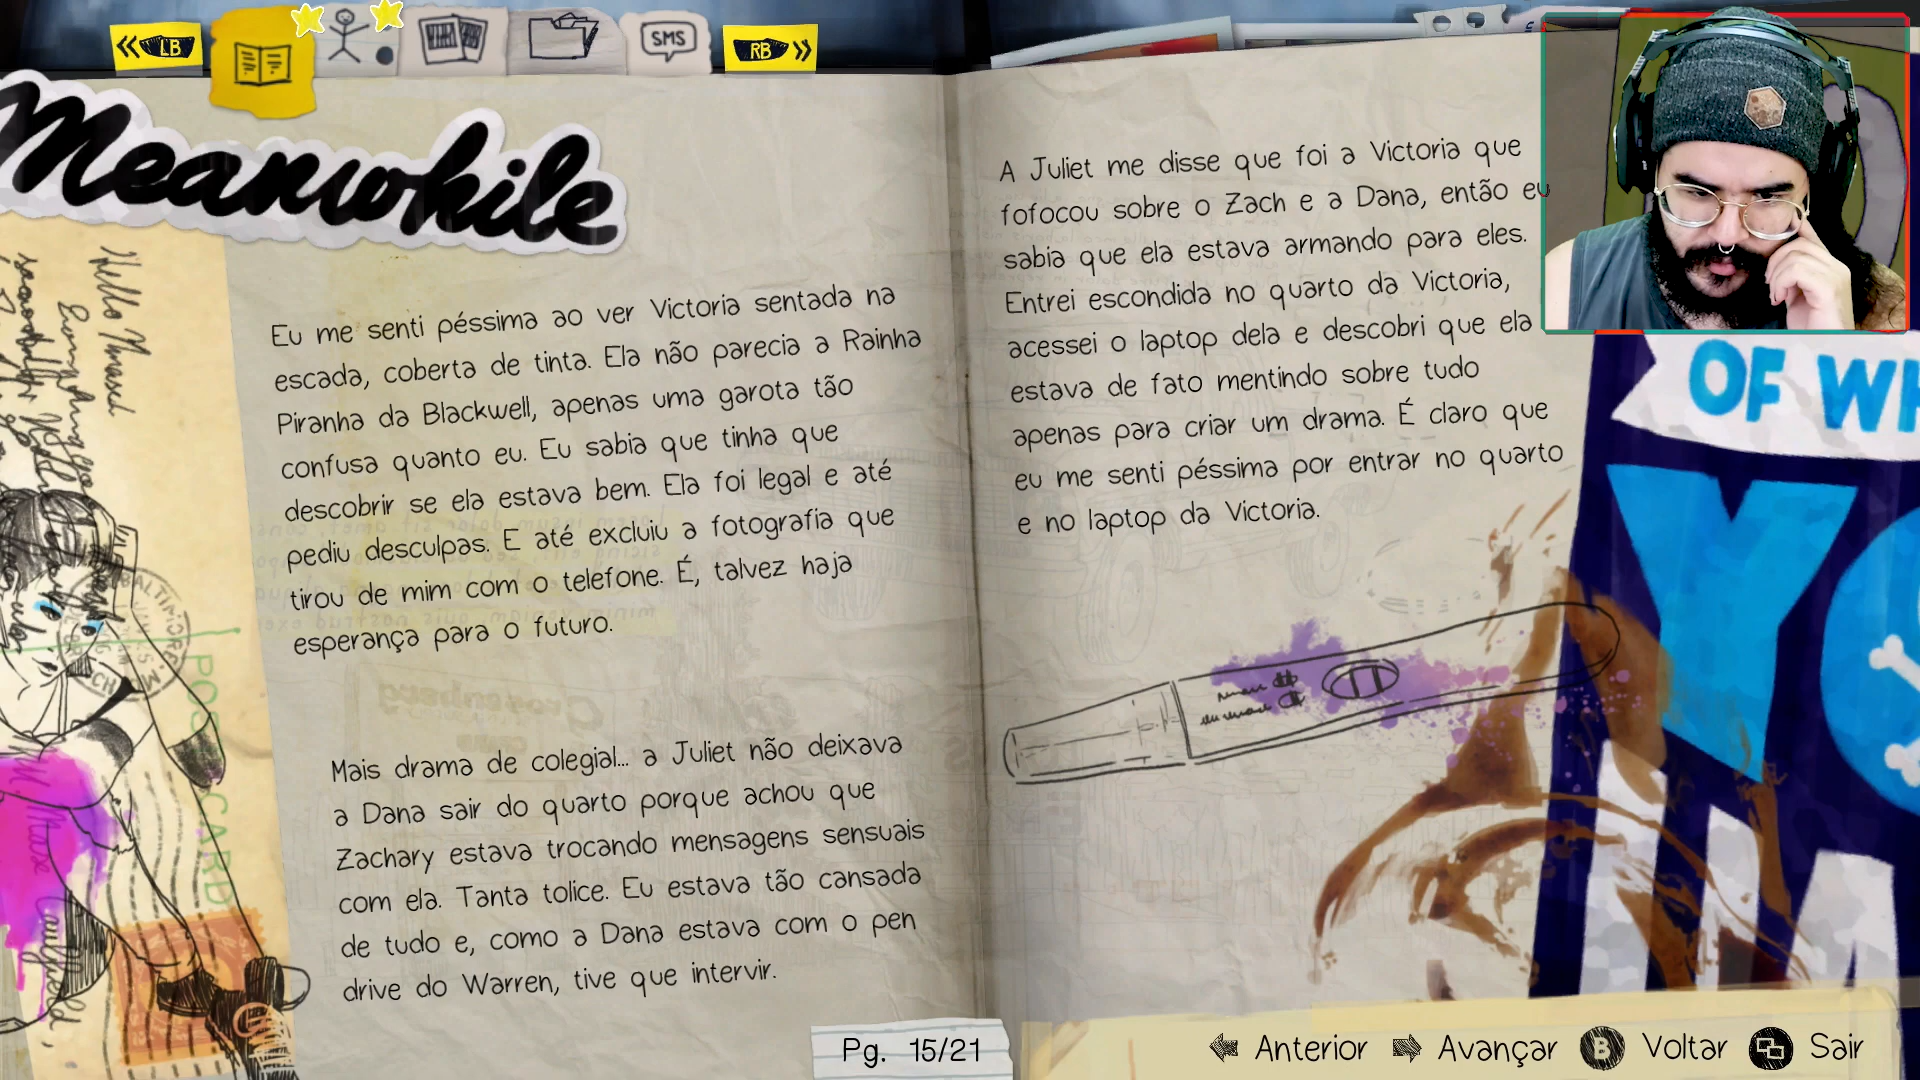 LB
SMS
RB
Meanwhile
Eu me senti péssima ao ver Victoria sentada na
escada, coberta de tinta. Ela não parecia a Rainha
Piranha da Blackwell, apenas uma garota tão
confusa quanto eu. Eu sabia que tinha que
descobrir se ela estava bem. Ela foi legal e até
pediu desculpas. E até excluiu a fotografia que
tirou de mim com o telefone. É, talvez haja
esperança para o futuro.
Mais drama de colegial... a Juliet não deixava
a Dana sair do quarto porque achou que
Zachary estava trocando mensagens sensuais
com ela. Tanta tolice. Eu estava tão cansada
de tudo e, como a Dana estava com o pen
drive do Warren, tive que intervir.
A Juliet me disse que foi a Victoria que
fofocou sobre o Zach e a Dana, então eu
sabia que ela estava armando para eles.
Entrei escondida no quarto da Victoria,
acessei o laptop dela e descobri que ela
estava de fato mentindo sobre tudo
apenas para criar um drama. É claro que
eu me senti péssima por entrar no quarto
e no laptop da Victoria.
POST CARD
BALTIMORE
OF WH
YO
Pg. 15/21
Anterior
Avançar
B Voltar
Sair